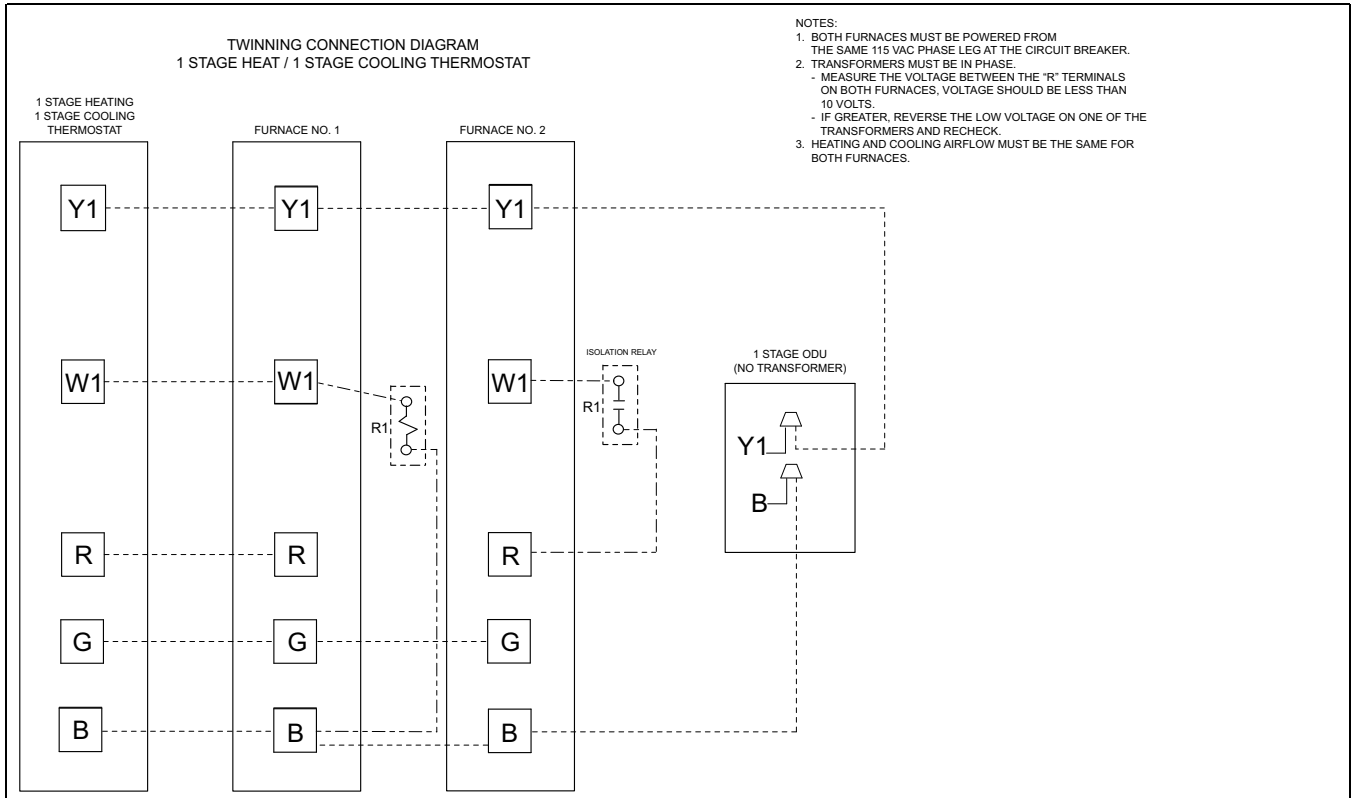 TWINNING CONNECTION DIAGRAM
1 STAGE HEAT / 1 STAGE COOLING THERMOSTAT
NOTES:
1. BOTH FURNACES MUST BE POWERED FROM
THE SAME 115 VAC PHASE LEG AT THE CIRCUIT BREAKER.
2. TRANSFORMERS MUST BE IN PHASE.
- MEASURE THE VOLTAGE BETWEEN THE “R” TERMINALS
ON BOTH FURNACES, VOLTAGE SHOULD BE LESS THAN
10 VOLTS.
- IF GREATER, REVERSE THE LOW VOLTAGE ON ONE OF THE
TRANSFORMERS AND RECHECK.
3. HEATING AND COOLING AIRFLOW MUST BE THE SAME FOR
BOTH FURNACES.
1 STAGE HEATING
1 STAGE COOLING
THERMOSTAT
FURNACE NO. 1
FURNACE NO. 2
Y1
Y1
Y1
ISOLATION RELAY
1 STAGE ODU
(NO TRANSFORMER)
W1
W1
W1
R1
R1
Y1
B
R
R
R
G
G
G
B
B
B